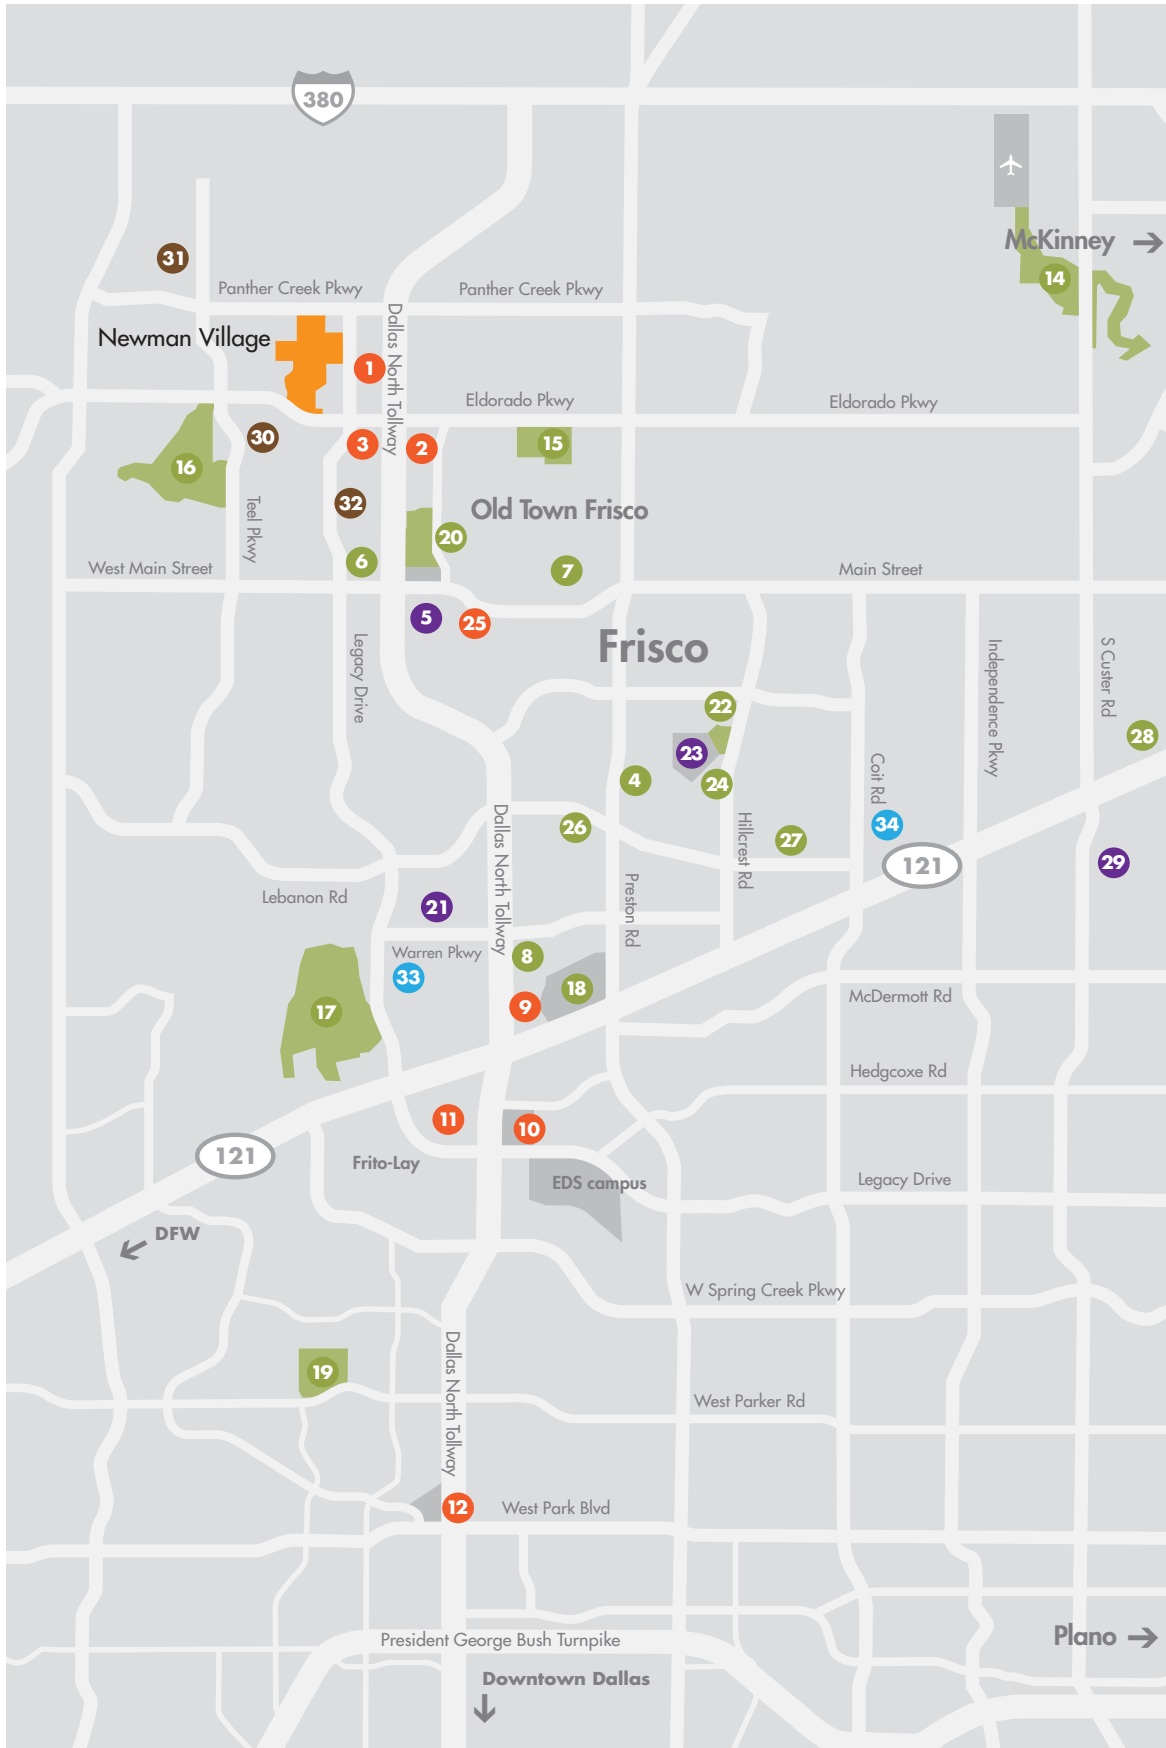 380
McKinney
31
14
Panther Creek Pkwy
Panther Creek Pkwy
Dallas North Tollway
Newman Village
1
Eldorado Pkwy
Eldorado Pkwy
30
3
2
15
16
32
Old Town Frisco
Teel Pkwy
20
6
7
West Main Street
Main Street
5
25
Frisco
Legacy Drive
Independence Pkwy
S Custer Rd
22
28
23
4
24
Coit Rd
Dallas North Tollway
26
Hillcrest Rd
27
34
121
29
Lebanon Rd
21
Preston Rd
Warren Pkwy
8
33
18
9
McDermott Rd
17
Hedgcoxe Rd
11
10
121
Frito-Lay
EDS campus
Legacy Drive
DFW
W Spring Creek Pkwy
Dallas North Tollway
19
West Parker Rd
12
West Park Blvd
President George Bush Turnpike
Plano
Downtown Dallas